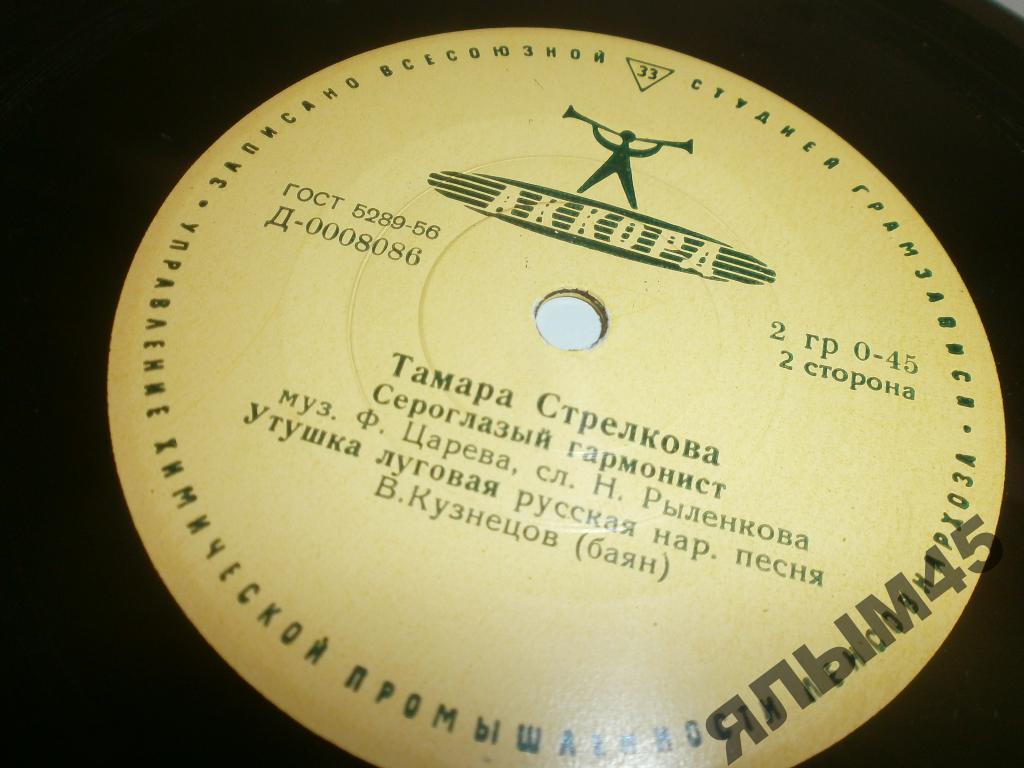 • ЗАПИСАНО ВСЕСОЮЗНОЙ 33 СТУДИЕЙ ГРАМЗАПИСИ • УПРАВЛЕНИЕ ХИМИЧЕСКОЙ ПРОМЫШЛЕННОСТИ ЛЕНСОВНАРХОЗА
АККОРД
ГОСТ 5289-56
Д-0008086
2 гр 0-45
2 сторона
Тамара Стрелкова
Сероглазый гармонист
муз. Ф. Царева, сл. Н. Рыленкова
Утушка луговая русская нар. песня
В.Кузнецов (баян)
ЯЛЫМ45